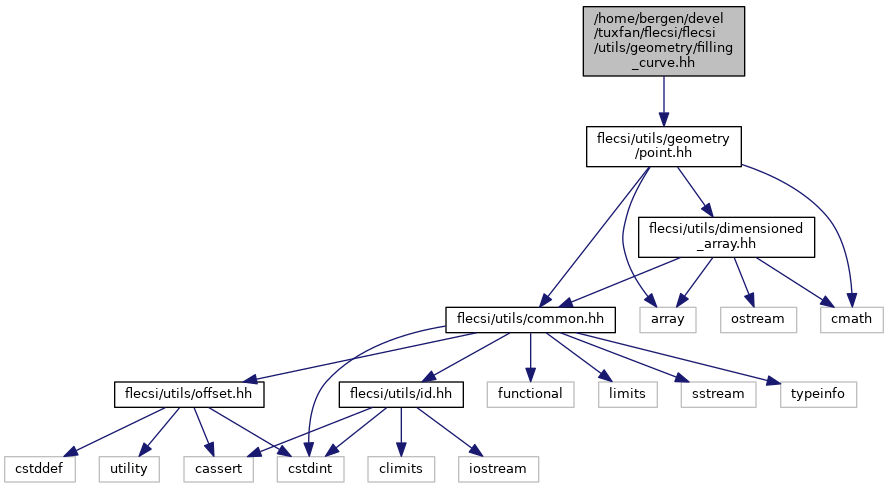 /home/bergen/devel
/tuxfan/flecsi/flecsi
/utils/geometry/filling
_curve.hh
flecsi/utils/geometry
/point.hh
flecsi/utils/dimensioned
_array.hh
flecsi/utils/common.hh
array
ostream
cmath
flecsi/utils/offset.hh
flecsi/utils/id.hh
functional
limits
sstream
typeinfo
cstddef
utility
cassert
cstdint
climits
iostream